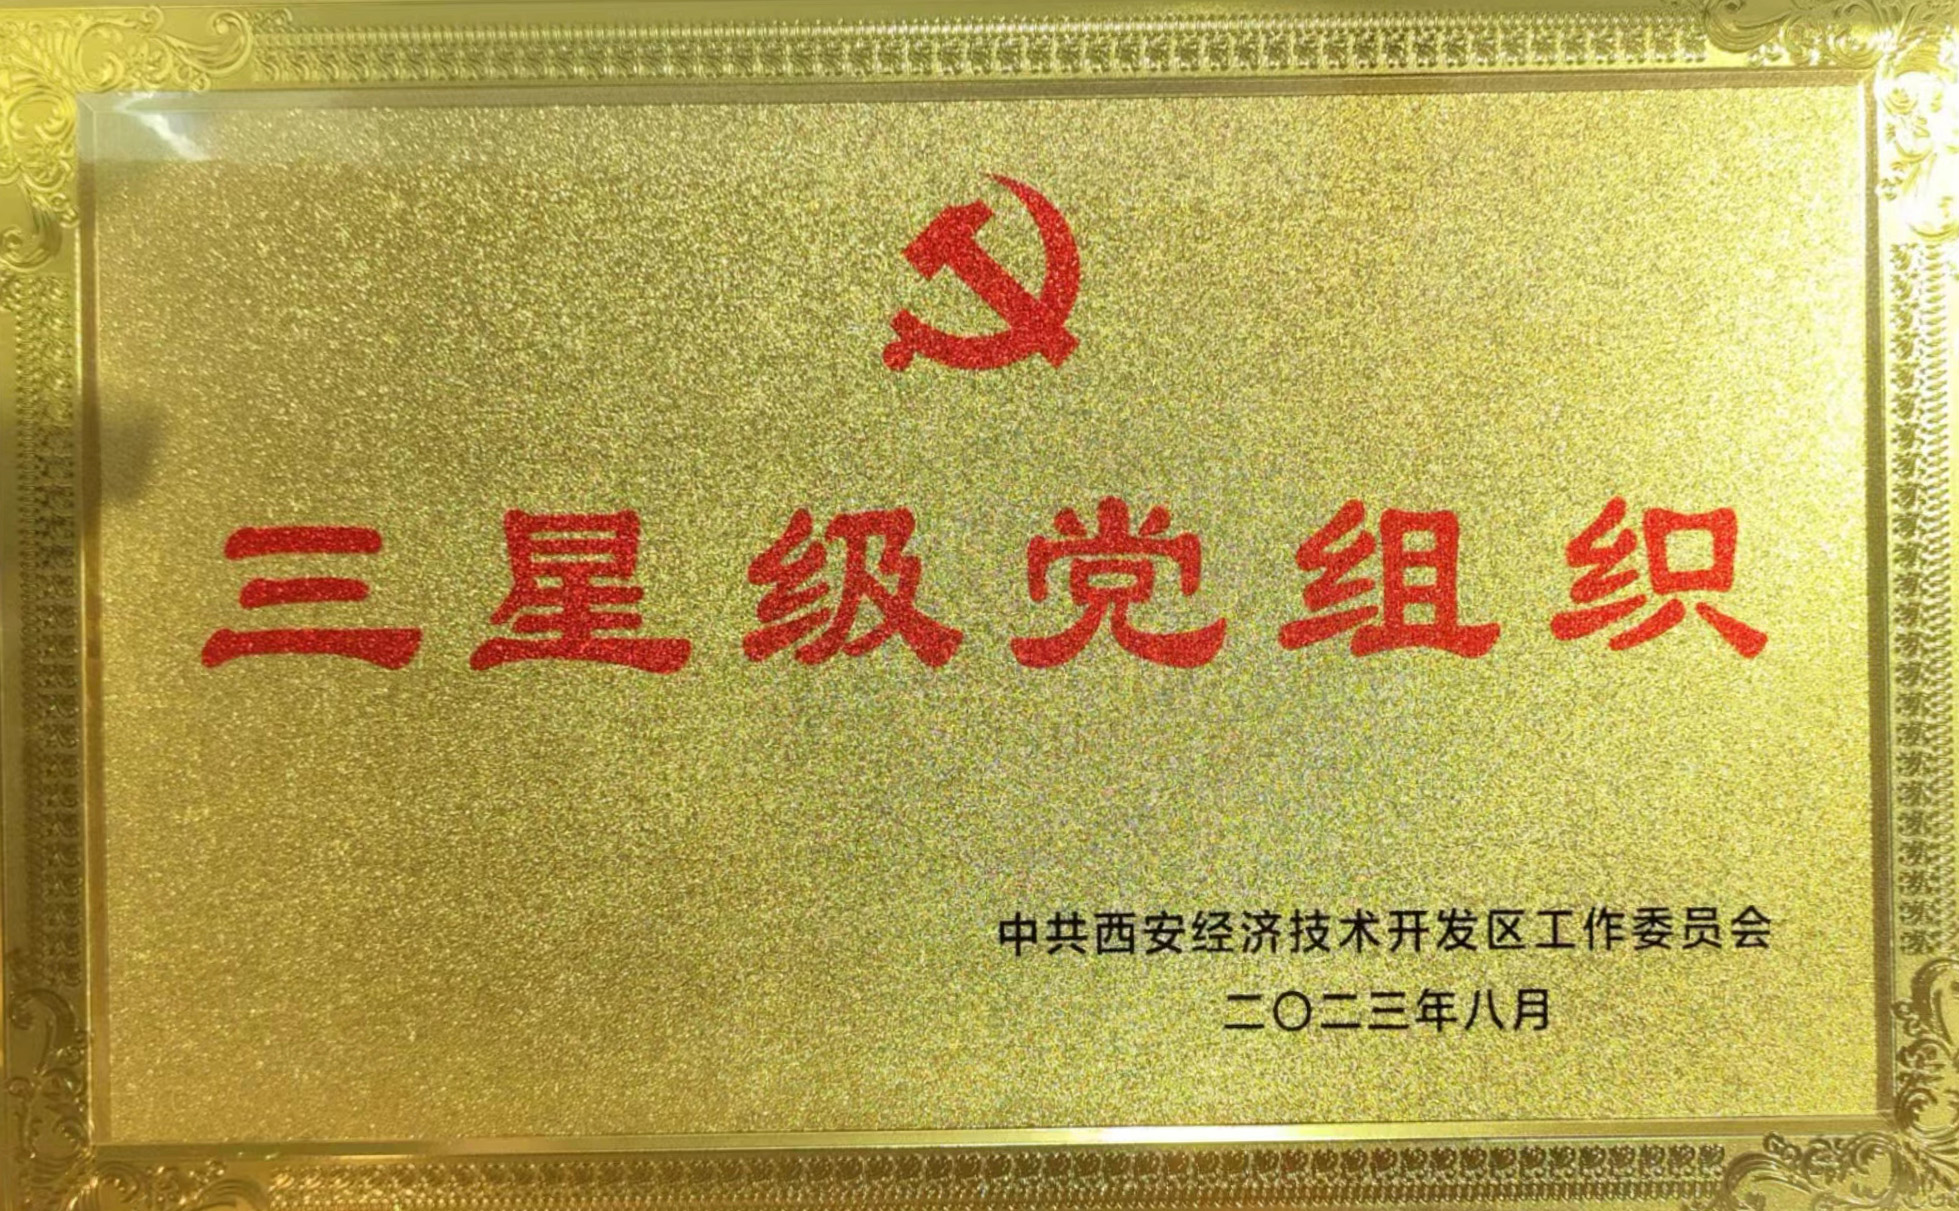 三星级党组织
中共西安经济技术开发区工作委员会
二〇二三年八月